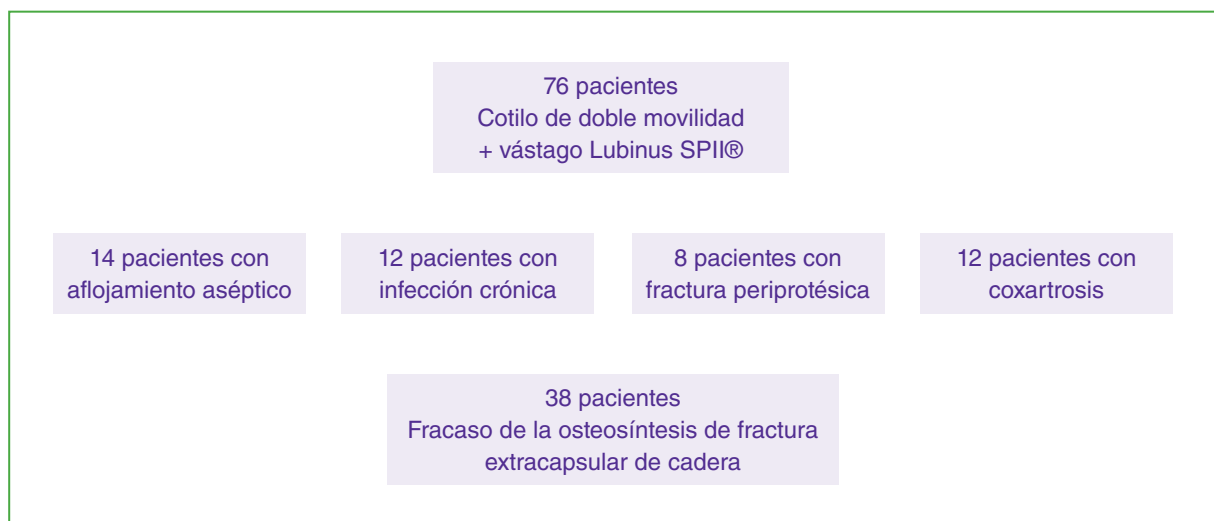 76 pacientes
Cotilo de doble movilidad
+ vástago Lubinus SPII®
14 pacientes con
aflojamiento aséptico
12 pacientes con
infección crónica
8 pacientes con
fractura periprotésica
12 pacientes con
coxartrosis
38 pacientes
Fracaso de la osteosíntesis de fractura
extracapsular de cadera